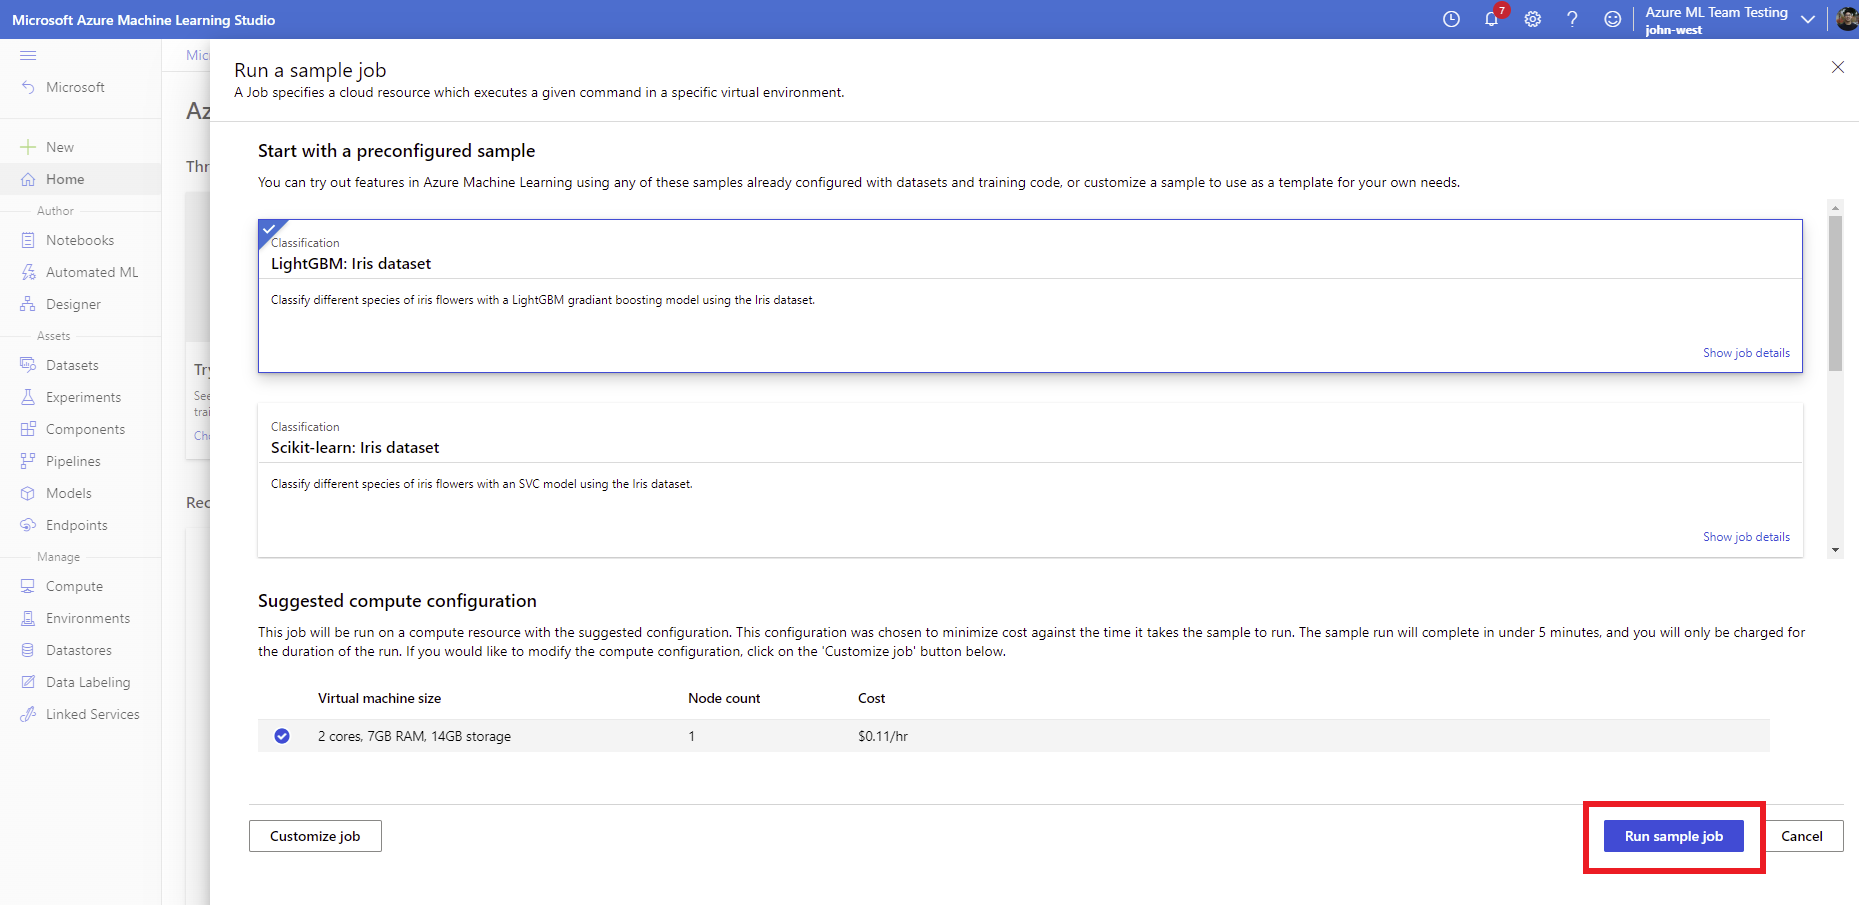 Microsoft Azure Machine Learning Studio
7
Azure ML Team Testing
john-west
Microsoft
New
Home
Author
Notebooks
Automated ML
Designer
Assets
Datasets
Experiments
Components
Pipelines
Models
Endpoints
Manage
Compute
Environments
Datastores
Data Labeling
Linked Services
Mic
Az
Thr
Try
See
trai
Rec
Run a sample job
A Job specifies a cloud resource which executes a given command in a specific virtual environment.
Start with a preconfigured sample
You can try out features in Azure Machine Learning using any of these samples already configured with datasets and training code, or customize a sample to use as a template for your own needs.
Classification
LightGBM: Iris dataset
Classify different species of iris flowers with a LightGBM gradiant boosting model using the Iris dataset.
Show job details
Classification
Scikit-learn: Iris dataset
Classify different species of iris flowers with an SVC model using the Iris dataset.
Show job details
Suggested compute configuration
This job will be run on a compute resource with the suggested configuration. This configuration was chosen to minimize cost against the time it takes the sample to run. The sample run will complete in under 5 minutes, and you will only be charged for
the duration of the run. If you would like to modify the compute configuration, click on the 'Customize job' button below.
Virtual machine size Node count Cost
2 cores, 7GB RAM, 14GB storage 1 $0.11/hr
Customize job
Run sample job
Cancel